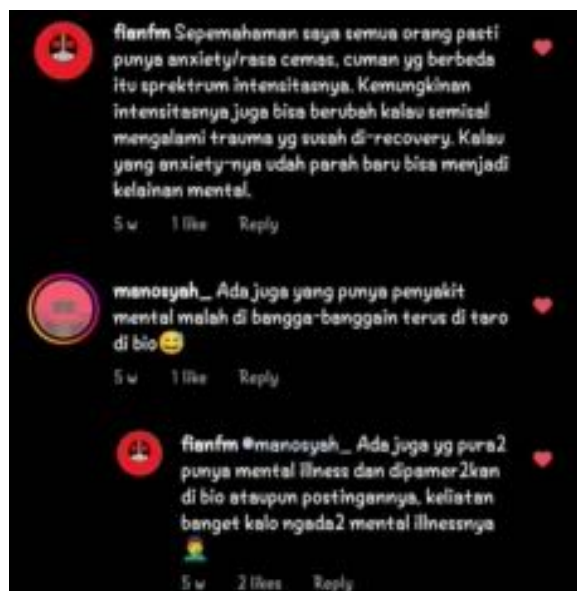 fianfm Sepemahaman saya semua orang pasti
punya anxiety/rasa cemas, cuman yg berbeda
itu sprektrum intensitasnya. Kemungkinan
intensitasnya juga bisa berubah kalau semisal
mengalami trauma yg susah di-recovery. Kalau
yang anxiety-nya udah parah baru bisa menjadi
kelainan mental.
5 w 1 like Reply
manosyah_ Ada juga yang punya penyakit
mental malah di bangga-banggain terus di taro
di bio😅
5 w 1 like Reply
fianfm @manosyah_ Ada juga yg pura2
punya mental illness dan dipamer2kan
di bio ataupun postingannya, keliatan
banget kalo ngada2 mental illnessnya
🤦‍♂️
5 w 2 likes Reply